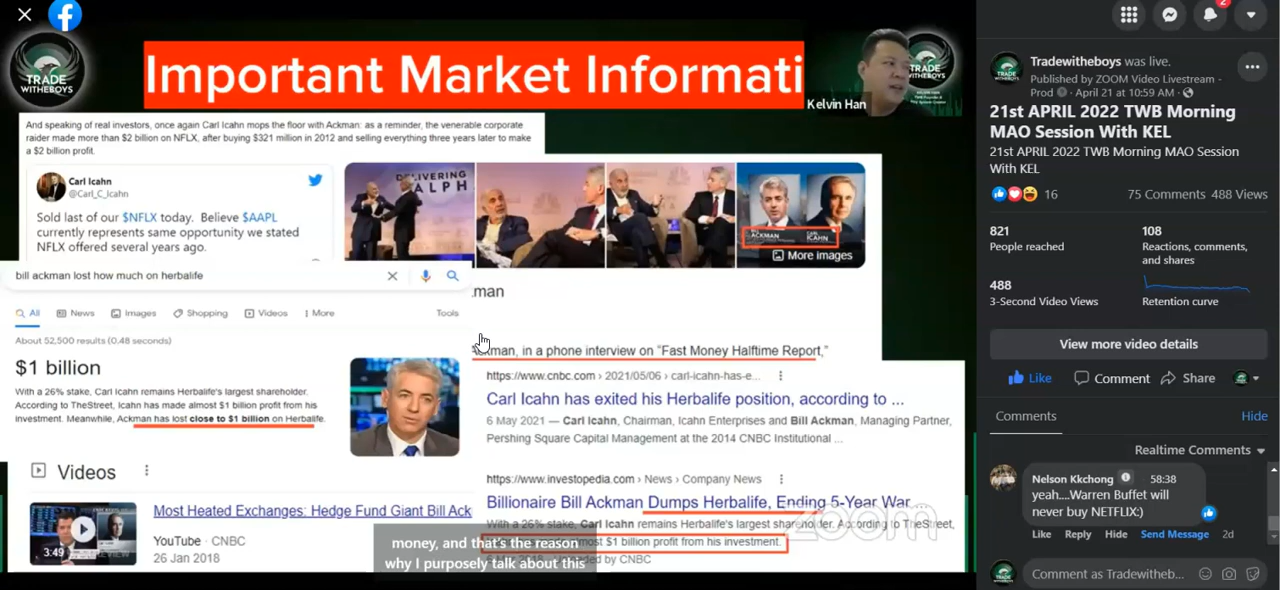 TRADE
WITHEBOYS
Important Market Informati
Kelvin Han
And speaking of real investors, once again Carl Icahn mops the floor with Ackman: as a reminder, the venerable corporate
raider made more than $2 billion on NFLX, after buying $321 million in 2012 and selling everything three years later to make
a $2 billion profit.
Carl Icahn
@Carl_C_Icahn
Sold last of our $NFLX today. Believe $AAPL
currently represents same opportunity we stated
NFLX offered several years ago.
DELIVERING
ALPH
ACKMAN
CARL
ICAHN
More images
bill ackman lost how much on herbalife
All
News
Images
Shopping
Videos
More
Tools
About 52,500 results (0.48 seconds)
$1 billion
With a 26% stake, Carl Icahn remains Herbalife's largest shareholder.
According to TheStreet, Icahn has made almost $1 billion profit from his
investment. Meanwhile, Ackman has lost close to $1 billion on Herbalife.
Videos
3:49
Most Heated Exchanges: Hedge Fund Giant Bill Ack
YouTube · CNBC
26 Jan 2018
kman
Ackman, in a phone interview on "Fast Money Halftime Report,"
https://www.cnbc.com › 2021/05/06 › carl-icahn-has-e...
Carl Icahn has exited his Herbalife position, according to ...
6 May 2021 — Carl Icahn, Chairman, Icahn Enterprises and Bill Ackman, Managing Partner,
Pershing Square Capital Management at the 2014 CNBC Institutional ...
https://www.investopedia.com › News › Company News
Billionaire Bill Ackman Dumps Herbalife, Ending 5-Year War
With a 26% stake, Carl Icahn remains Herbalife's largest shareholder. According to TheStreet,
most $1 billion profit from his investment.
by CNBC
zoom
money, and that's the reason
why I purposely talk about this
2
Tradewitheboys was live.
Published by ZOOM Video Livestream -
Prod · April 21 at 10:59 AM ·
21st APRIL 2022 TWB Morning
MAO Session With KEL
21st APRIL 2022 TWB Morning MAO Session
With KEL
16
75 Comments 488 Views
821
People reached
108
Reactions, comments,
and shares
488
3-Second Video Views
Retention curve
View more video details
Like
Comment
Share
Comments
Hide
Realtime Comments
Nelson Kkchong
58:38
yeah....Warren Buffet will
never buy NETFLIX:)
Like
Reply
Hide
Send Message
2d
Comment as Tradewitheb...